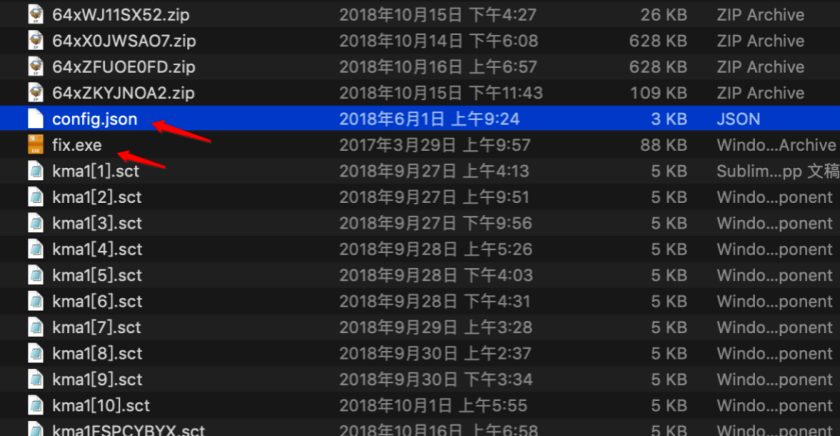 64xWJ11SX52.zip 2018年10月15日 下午4:27 26 KB ZIP Archive
64xX0JWSAO7.zip 2018年10月14日 下午6:08 628 KB ZIP Archive
64xZFUOE0FD.zip 2018年10月16日 上午6:57 628 KB ZIP Archive
64xZKYJNOA2.zip 2018年10月15日 下午11:43 109 KB ZIP Archive
config.json 2018年6月1日 上午9:24 3 KB JSON
fix.exe 2017年3月29日 上午9:57 88 KB Windo...Archive
kma1[1].sct 2018年9月27日 下午4:13 5 KB Sublim...pp 文稿
kma1[2].sct 2018年9月27日 上午9:51 5 KB Windo...ponent
kma1[3].sct 2018年9月27日 下午9:56 5 KB Windo...ponent
kma1[4].sct 2018年9月28日 上午5:26 5 KB Windo...ponent
kma1[5].sct 2018年9月28日 下午4:03 5 KB Windo...ponent
kma1[6].sct 2018年9月28日 下午4:31 5 KB Windo...ponent
kma1[7].sct 2018年9月29日 上午3:28 5 KB Windo...ponent
kma1[8].sct 2018年9月30日 上午2:37 5 KB Windo...ponent
kma1[9].sct 2018年9月30日 下午3:34 5 KB Windo...ponent
kma1[10].sct 2018年10月1日 上午5:55 5 KB Windo...ponent
kma1FSPCYBYX.sct 2018年10月16日 上午6:58 5 KB Windo...ponent